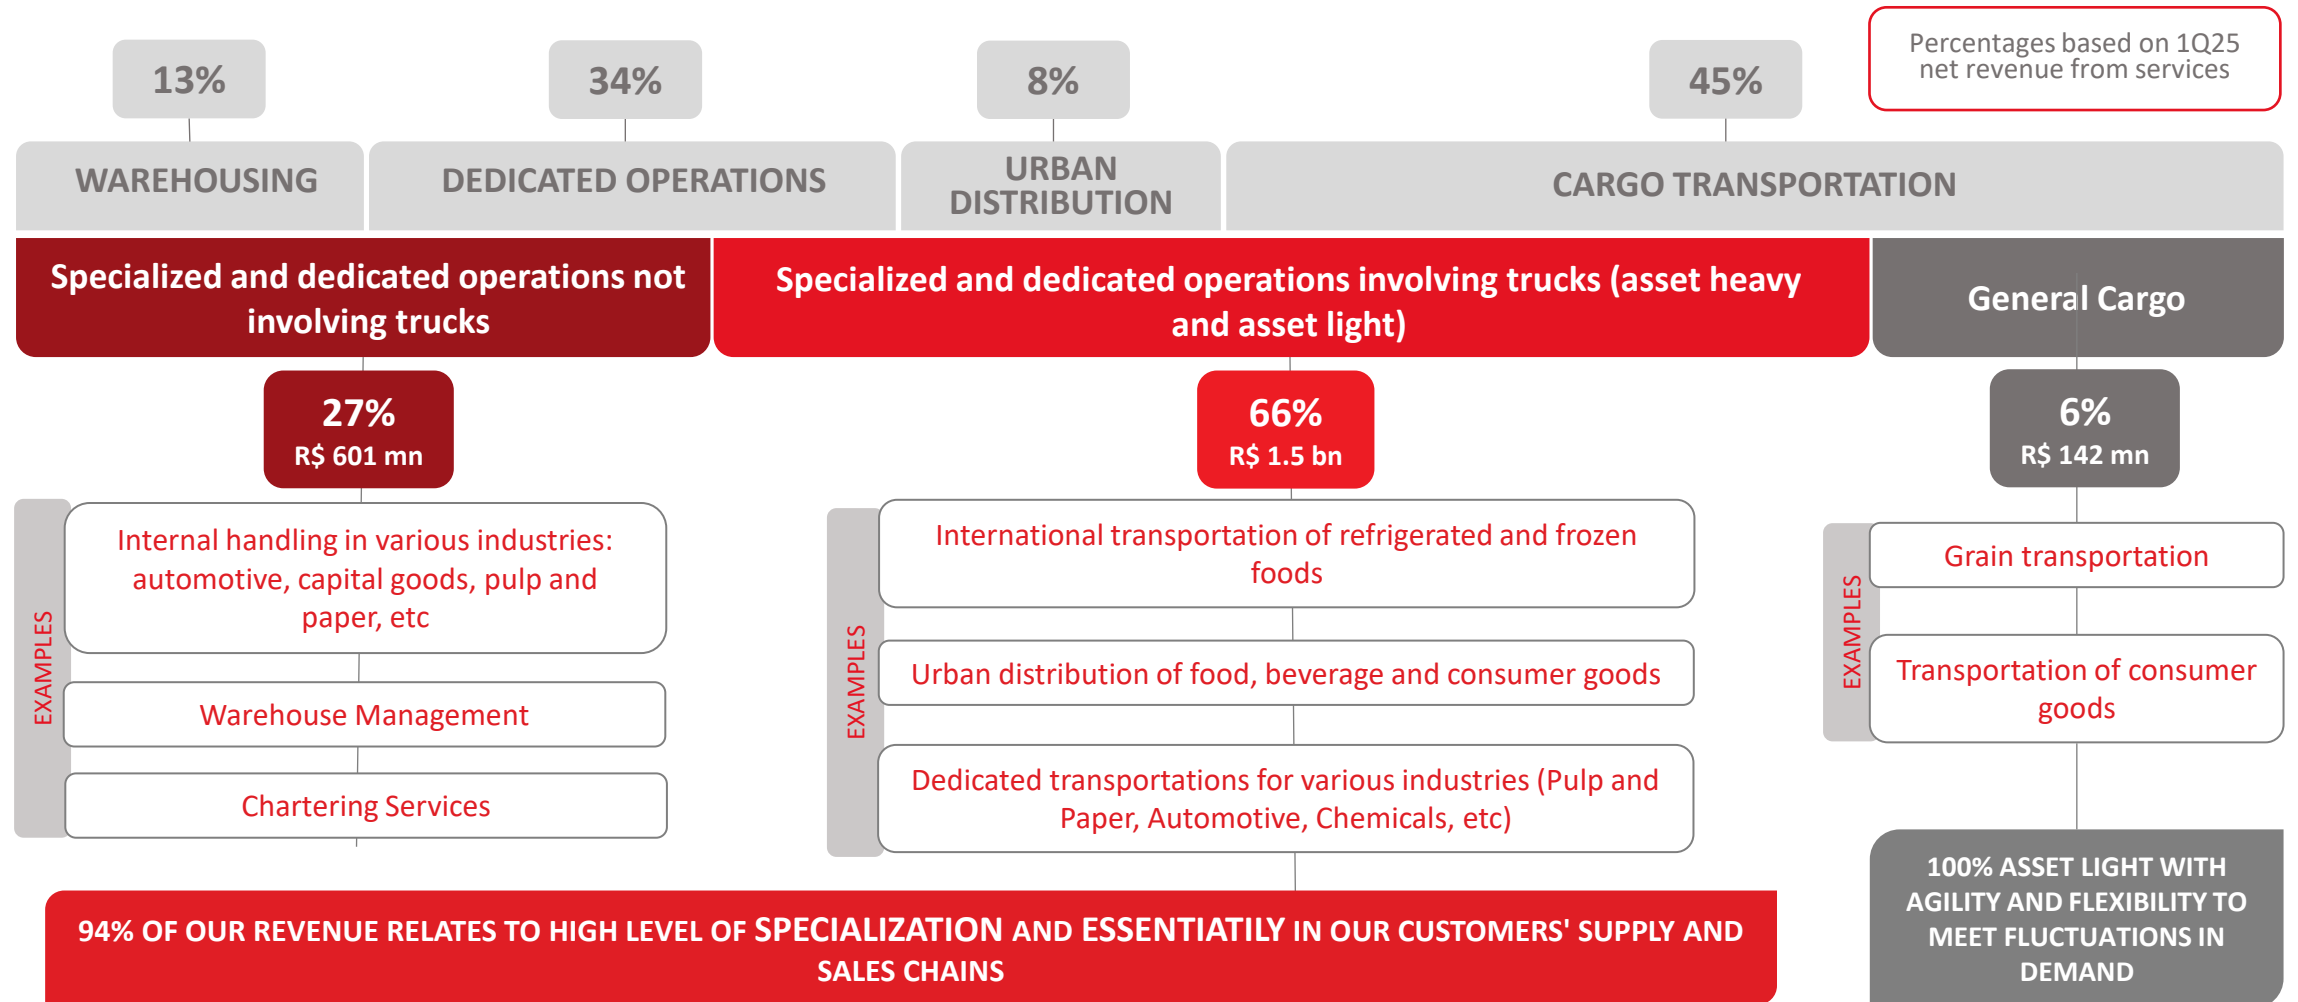 Percentages based on 1Q25
net revenue from services
13%
34%
8%
45%
WAREHOUSING
DEDICATED OPERATIONS
URBAN
DISTRIBUTION
CARGO TRANSPORTATION
Specialized and dedicated operations not
involving trucks
Specialized and dedicated operations involving trucks (asset heavy
and asset light)
General Cargo
27%
R$ 601 mn
66%
R$ 1.5 bn
6%
R$ 142 mn
EXAMPLES
Internal handling in various industries:
automotive, capital goods, pulp and
paper, etc
Warehouse Management
Chartering Services
EXAMPLES
International transportation of refrigerated and frozen
foods
Urban distribution of food, beverage and consumer goods
Dedicated transportations for various industries (Pulp and
Paper, Automotive, Chemicals, etc)
EXAMPLES
Grain transportation
Transportation of consumer
goods
94% OF OUR REVENUE RELATES TO HIGH LEVEL OF SPECIALIZATION AND ESSENTIATILY IN OUR CUSTOMERS' SUPPLY AND
SALES CHAINS
100% ASSET LIGHT WITH
AGILITY AND FLEXIBILITY TO
MEET FLUCTUATIONS IN
DEMAND